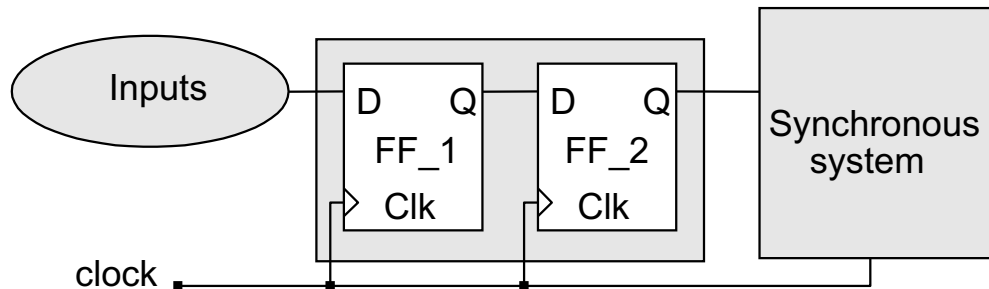 Inputs
D Q
FF_1
Clk
D Q
FF_2
Clk
Synchronous
system
clock